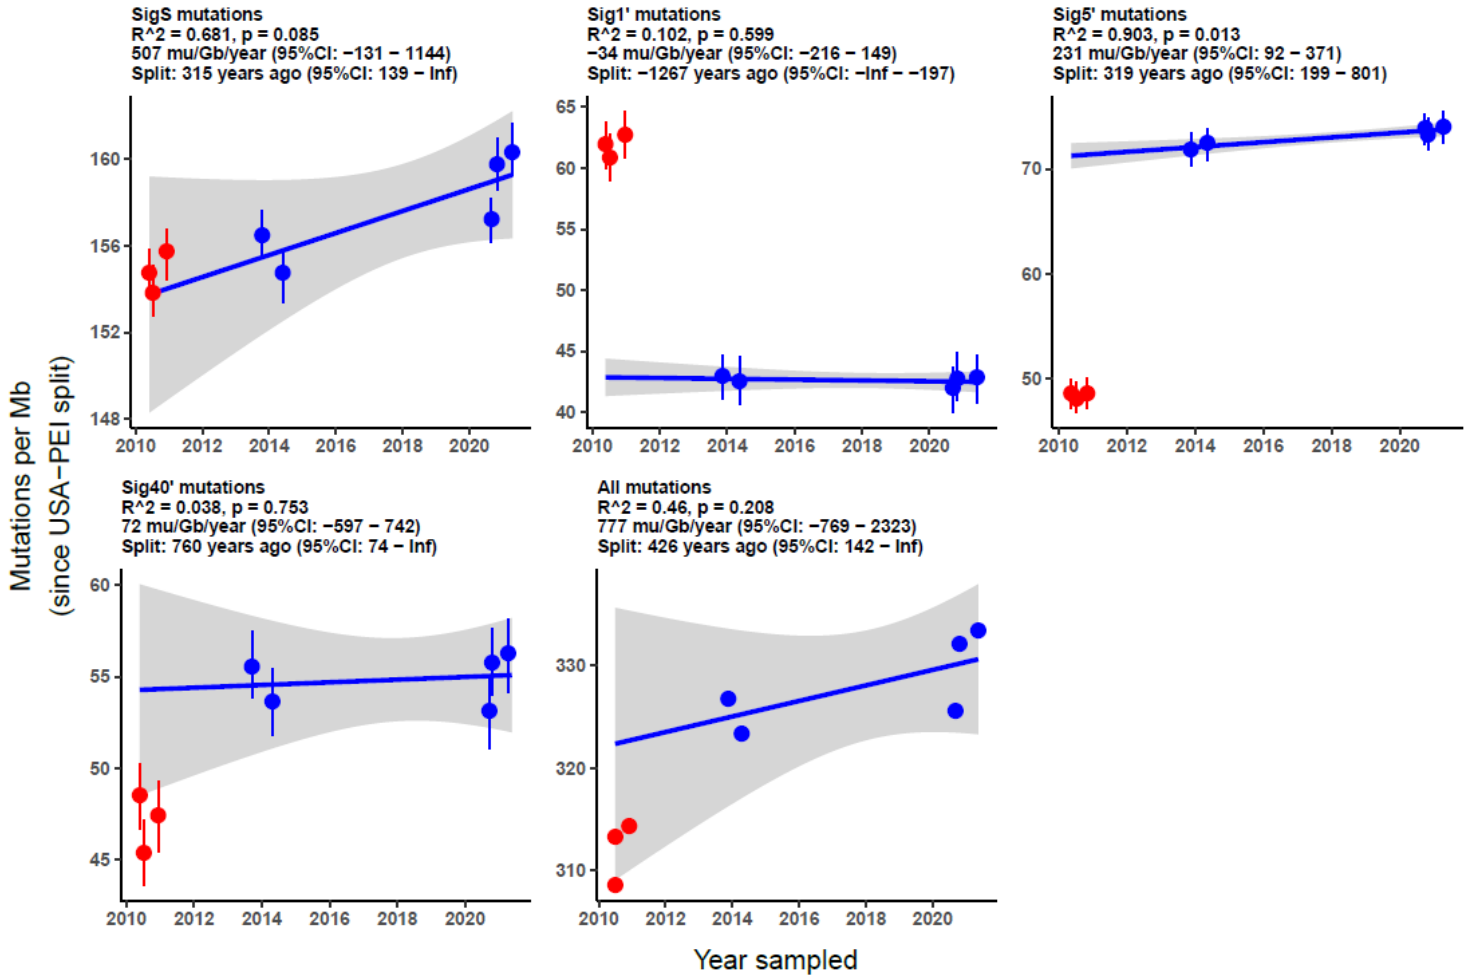 SigS mutations
R^2 = 0.681, p = 0.085
507 mu/Gb/year (95%CI: −131 − 1144)
Split: 315 years ago (95%CI: 139 − Inf)
160
156
152
148
2010 2012 2014 2016 2018 2020
Sig1' mutations
R^2 = 0.102, p = 0.599
−34 mu/Gb/year (95%CI: −216 − 149)
Split: −1267 years ago (95%CI: −Inf − −197)
65
60
55
50
45
40
2010 2012 2014 2016 2018 2020
Sig5' mutations
R^2 = 0.903, p = 0.013
231 mu/Gb/year (95%CI: 92 − 371)
Split: 319 years ago (95%CI: 199 − 801)
70
60
50
2010 2012 2014 2016 2018 2020
Mutations per Mb
(since USA−PEI split)
Sig40' mutations
R^2 = 0.038, p = 0.753
72 mu/Gb/year (95%CI: −597 − 742)
Split: 760 years ago (95%CI: 74 − Inf)
60
55
50
45
2010 2012 2014 2016 2018 2020
All mutations
R^2 = 0.46, p = 0.208
777 mu/Gb/year (95%CI: −769 − 2323)
Split: 426 years ago (95%CI: 142 − Inf)
330
320
310
2010 2012 2014 2016 2018 2020
Year sampled